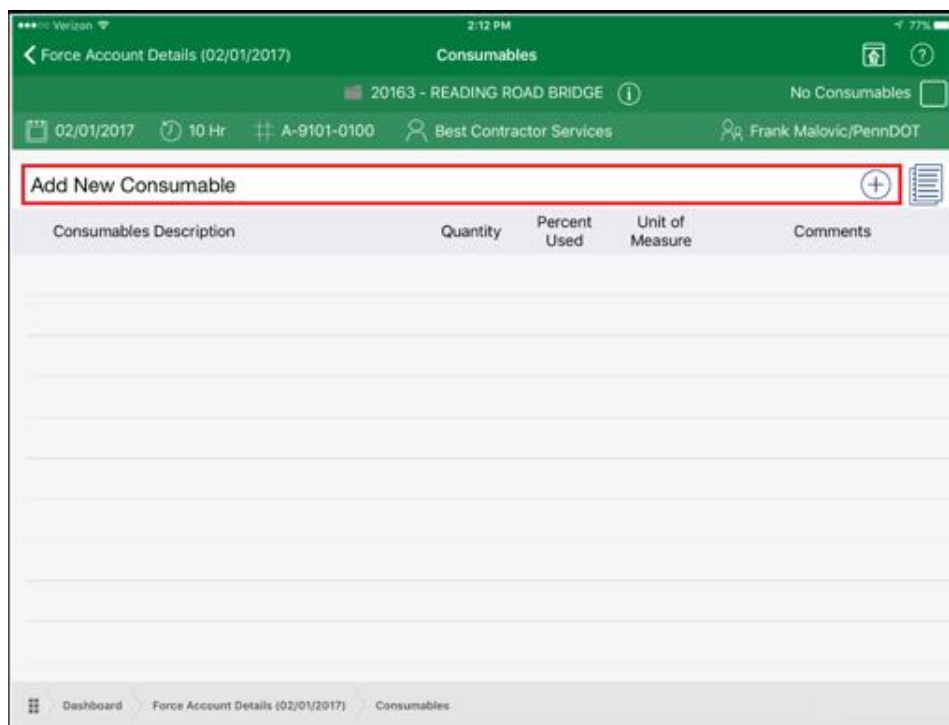 Verizon 2:12 PM 77%
Force Account Details (02/01/2017) Consumables ?
20163 - READING ROAD BRIDGE i No Consumables
02/01/2017 10 Hr A-9101-0100 Best Contractor Services Frank Malovic/PennDOT
Add New Consumable
Consumables Description Quantity Percent Used Unit of Measure Comments
Dashboard Force Account Details (02/01/2017) Consumables